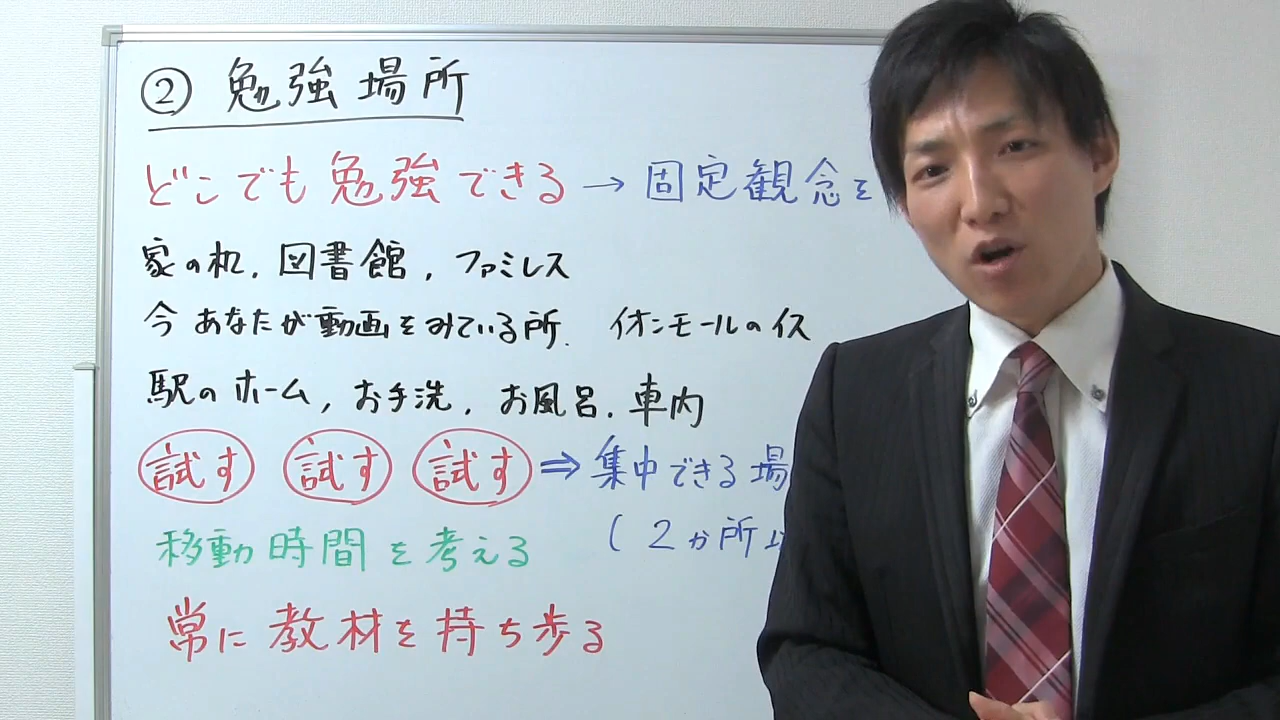 ② 勉強場所
どこでも勉強できる → 固定観念を
家の机, 図書館, ファミレス
今あなたが動画をみている所. イオンモールのイス
駅のホーム, お手洗, お風呂. 車内
試す 試す 試す ⇒ 集中できる場
(2か所以
移動時間を考える
常に教材を持ち歩る